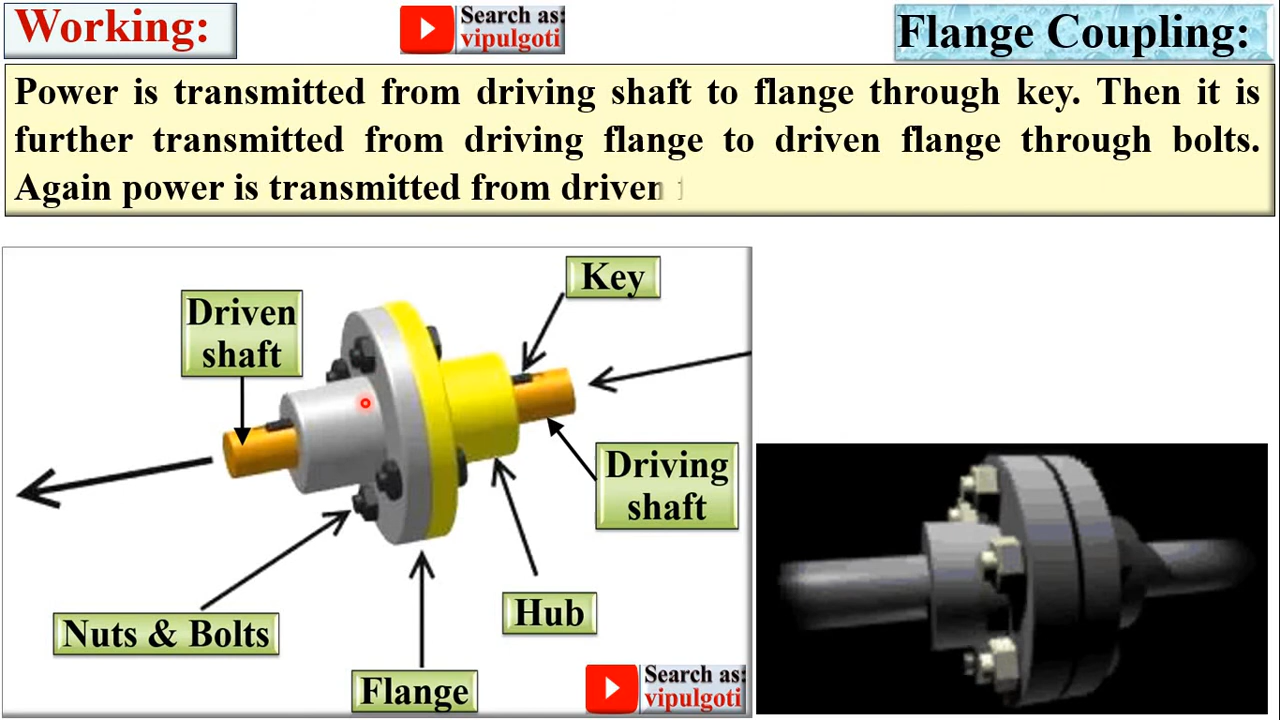 Working:
Search as:
vipulgoti
Flange Coupling:
Power is transmitted from driving shaft to flange through key. Then it is
further transmitted from driving flange to driven flange through bolts.
Again power is transmitted from driven
Key
Driven
shaft
Driving
shaft
Hub
Nuts & Bolts
Flange
Search as:
vipulgoti